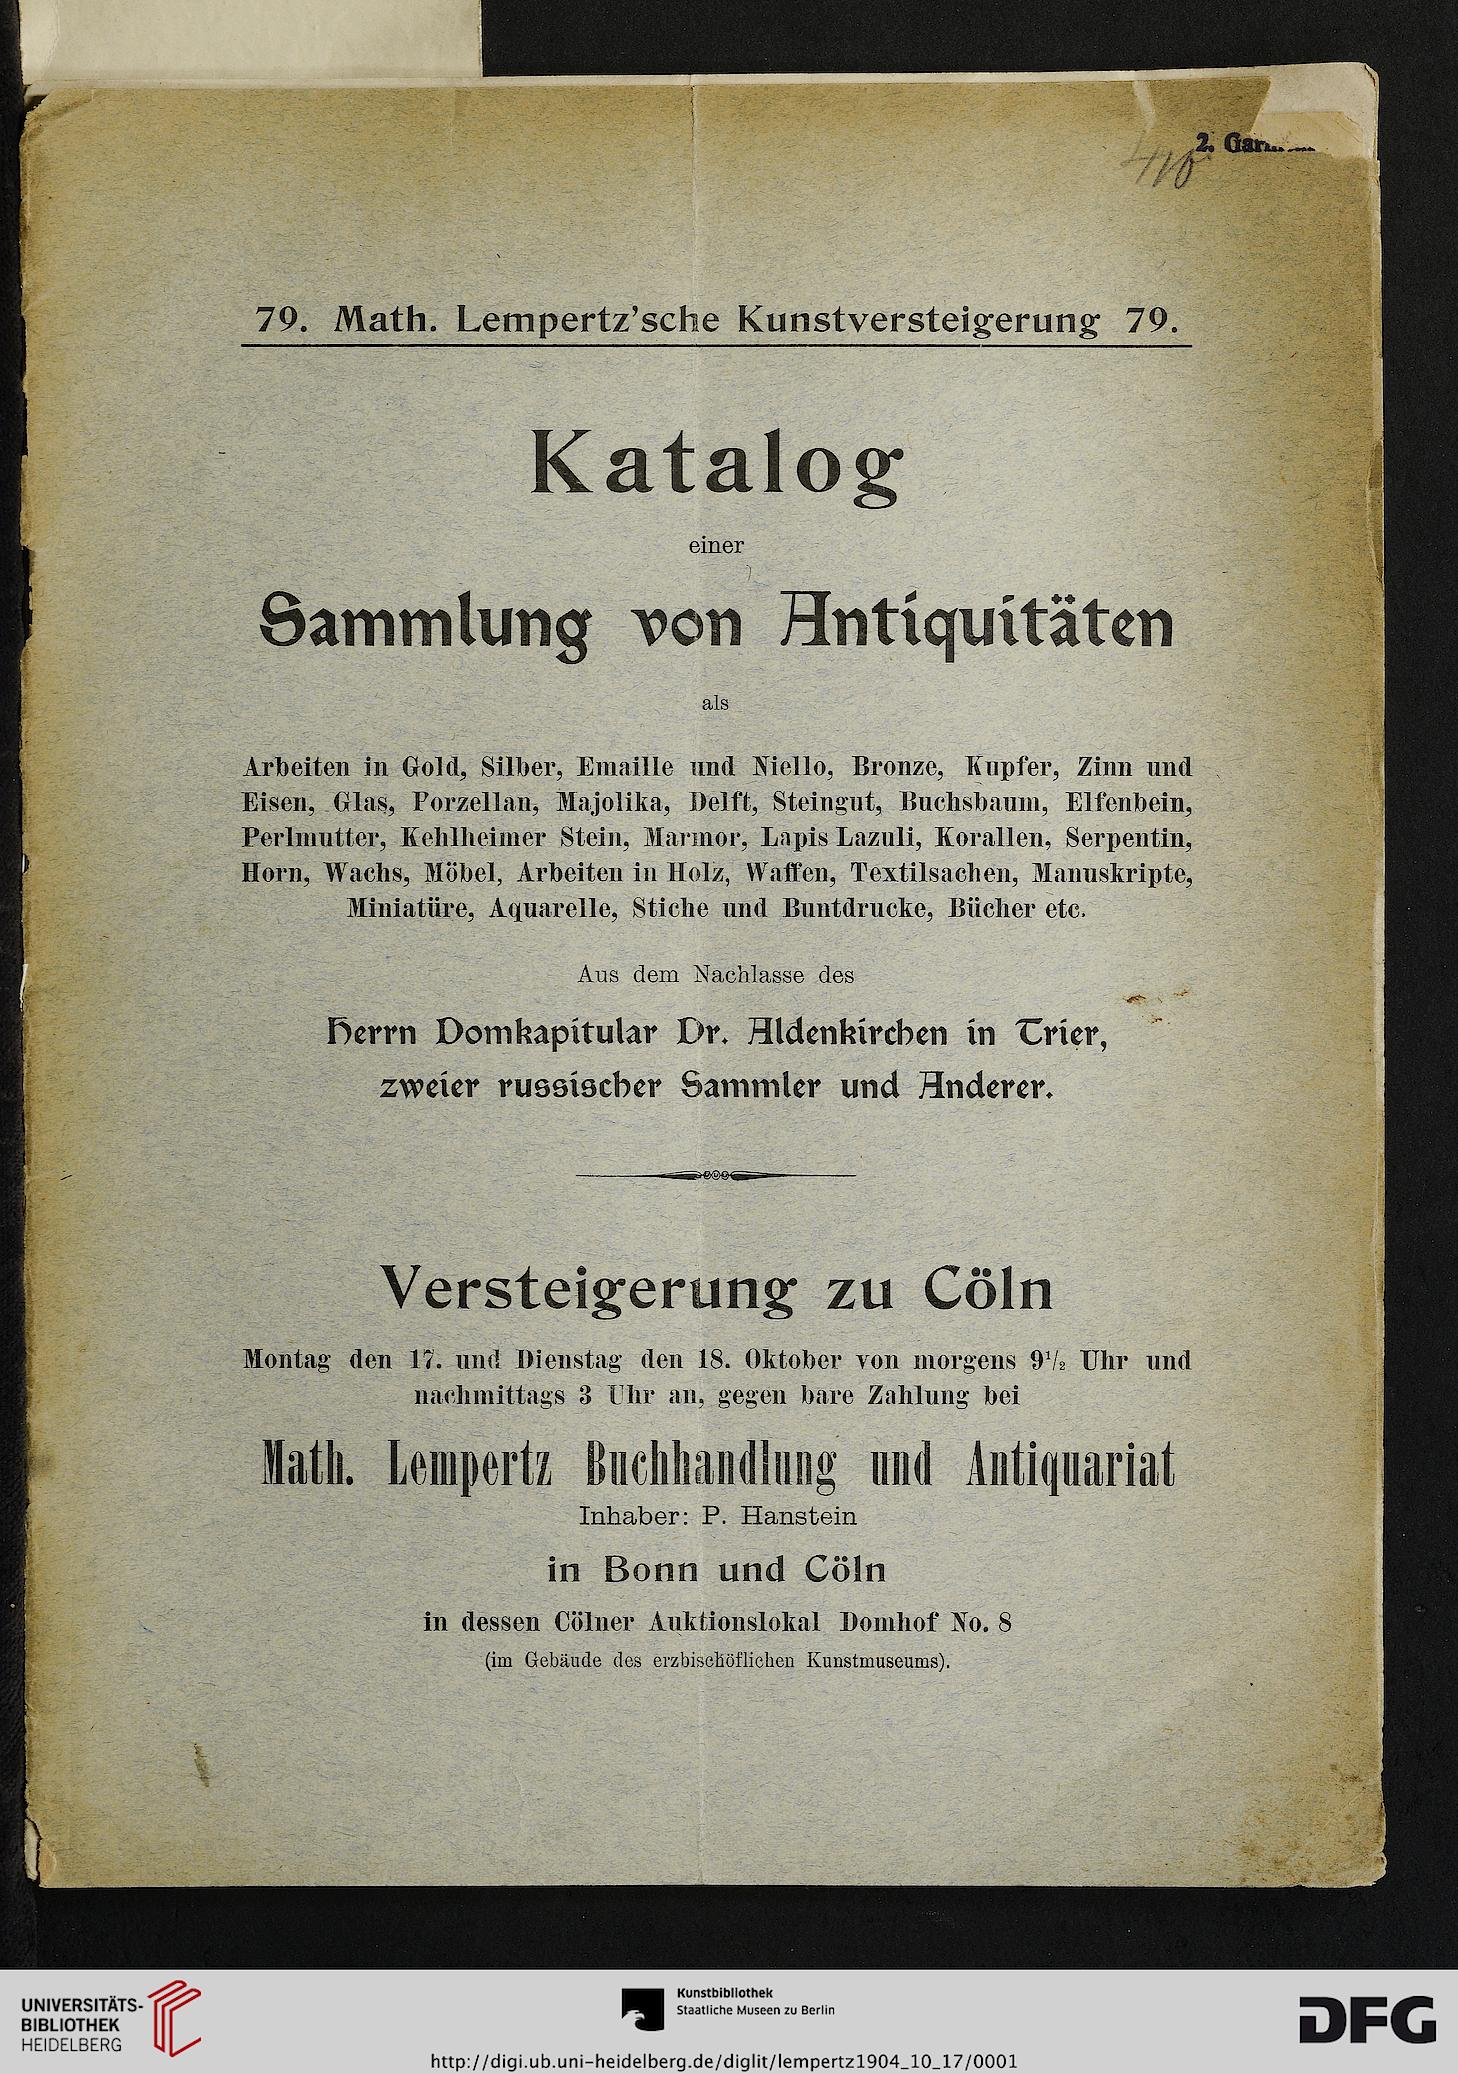 2.
79. Math. Lempertz'sche Kunstversteigerung 79.
Katalog
einer
Sammlung von Antiquitäten
als
Arbeiten in Gold, Silber, Emaille und Niello, Bronze, Kupfer, Zinn und
Eisen, Glas, Porzellan, Majolika, Delft, Steingut, Buchsbaum, Elfenbein,
Perlmutter, Kehlheimer Stein, Marmor, Lapis Lazuli, Korallen, Serpentin,
Horn, Wachs, Möbel, Arbeiten in Holz, Waffen, Textilsachen, Manuskripte,
Miniatüre, Aquarelle, Stiche und Buntdrucke, Bücher etc.
Aus dem Nachlasse des
Herrn Domkapitular Dr. Aldenkirchen in Trier,
zweier russischer Sammler und Anderer.
Versteigerung zu Cöln
Montag den 17. und Dienstag den 18. Oktober von morgens 9½ Uhr und
nachmittags 3 Uhr an, gegen bare Zahlung bei
Math. Lempertz Buchhandlung und Antiquariat
Inhaber: P. Hanstein
in Bonn und Cöln
in dessen Cölner Auktionslokal Domhof No. 8
(im Gebäude des erzbischöflichen Kunstmuseums).
UNIVERSITÄTS-
BIBLIOTHEK
HEIDELBERG
Kunstbibliothek
Staatliche Museen zu Berlin
DFG
http://digi.ub.uni-heidelberg.de/diglit/lempertz1904_10_17/0001